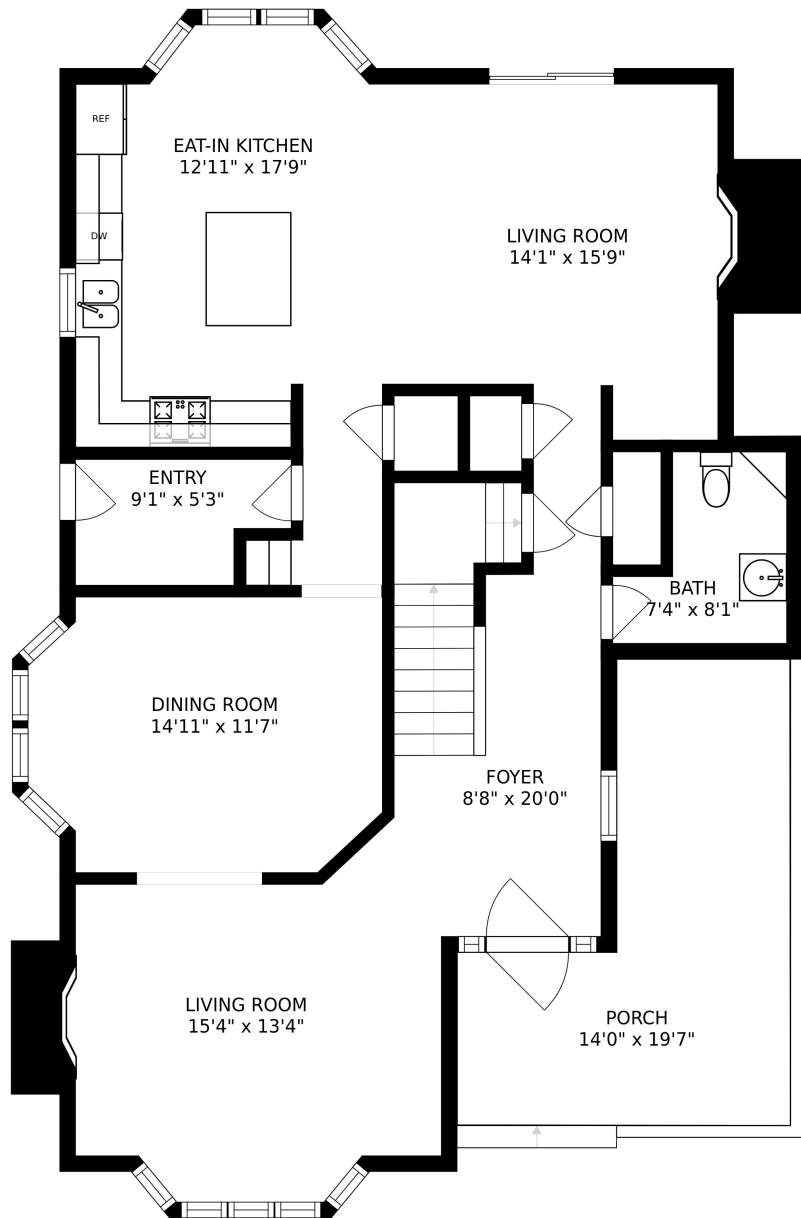 REF
EAT-IN KITCHEN
12'11" x 17'9"
DW
LIVING ROOM
14'1" x 15'9"
ENTRY
9'1" x 5'3"
BATH
7'4" x 8'1"
DINING ROOM
14'11" x 11'7"
FOYER
8'8" x 20'0"
LIVING ROOM
15'4" x 13'4"
PORCH
14'0" x 19'7"